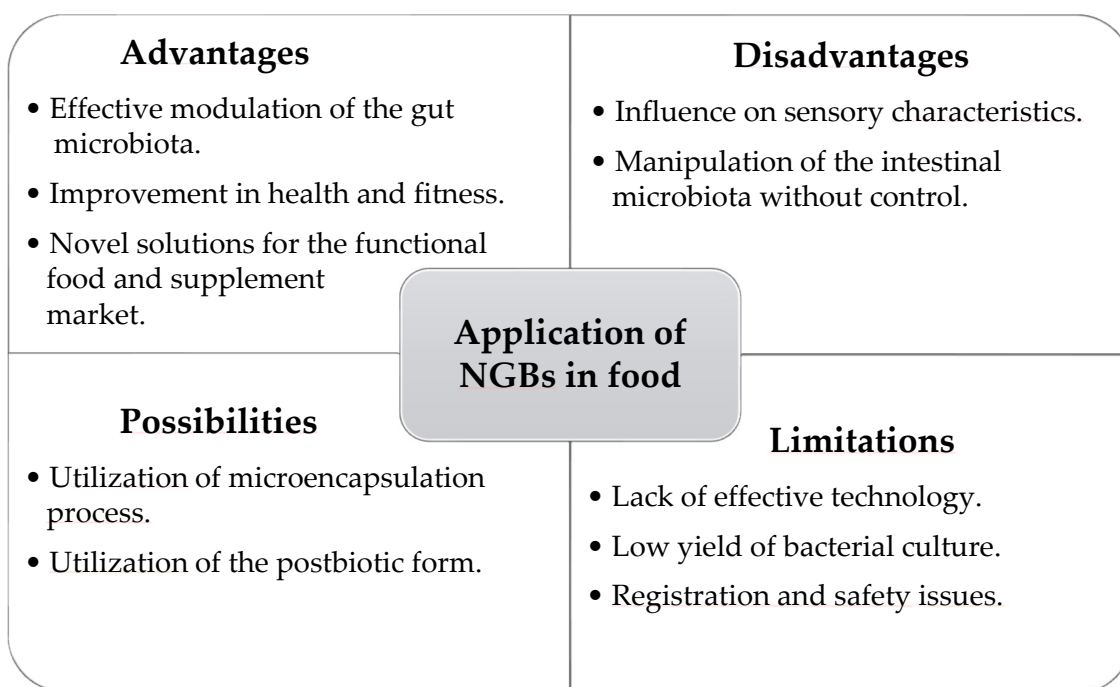 Advantages
• Effective modulation of the gut
microbiota.
• Improvement in health and fitness.
• Novel solutions for the functional
food and supplement
market.
Disadvantages
• Influence on sensory characteristics.
• Manipulation of the intestinal
microbiota without control.
Application of
NGBs in food
Possibilities
• Utilization of microencapsulation
process.
• Utilization of the postbiotic form.
Limitations
• Lack of effective technology.
• Low yield of bacterial culture.
• Registration and safety issues.